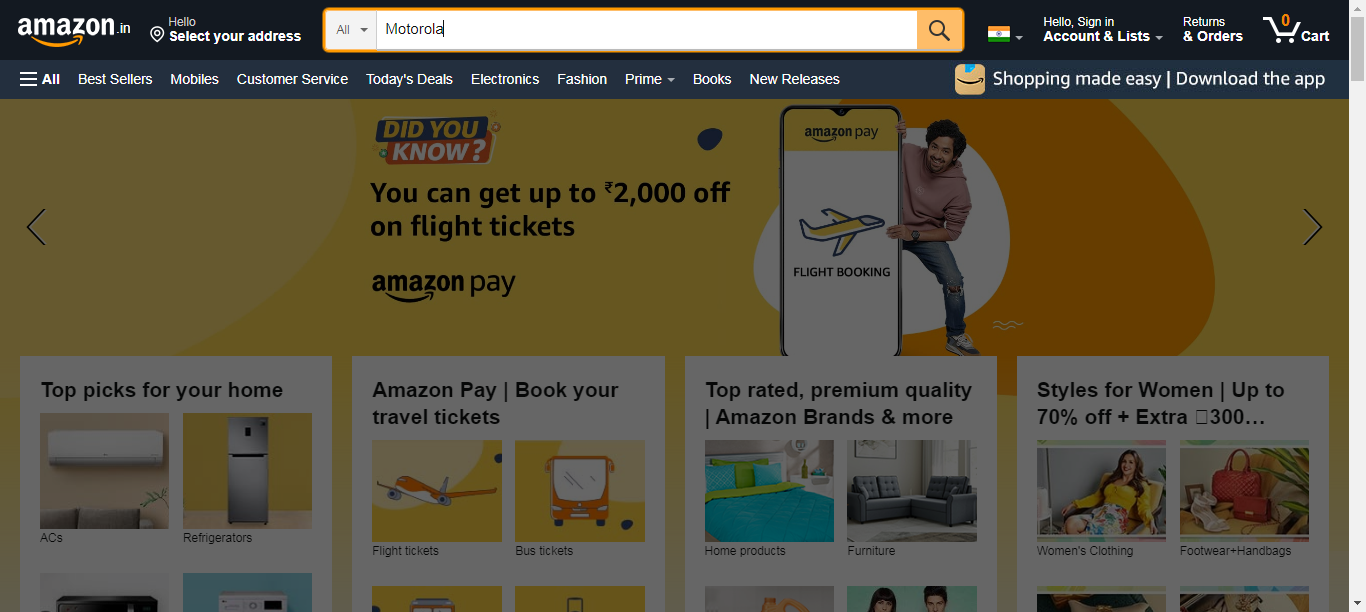 amazon.in
Hello
Select your address
All
Motorola
Hello, Sign in
Account & Lists
Returns
& Orders
0
Cart
All
Best Sellers
Mobiles
Customer Service
Today's Deals
Electronics
Fashion
Prime
Books
New Releases
Shopping made easy | Download the app
DID YOU
KNOW?
You can get up to ₹2,000 off
on flight tickets
amazon pay
amazon pay
FLIGHT BOOKING
Top picks for your home
ACs
Refrigerators
Amazon Pay | Book your
travel tickets
Flight tickets
Bus tickets
Top rated, premium quality
| Amazon Brands & more
Home products
Furniture
Styles for Women | Up to
70% off + Extra 300…
Women's Clothing
Footwear+Handbags